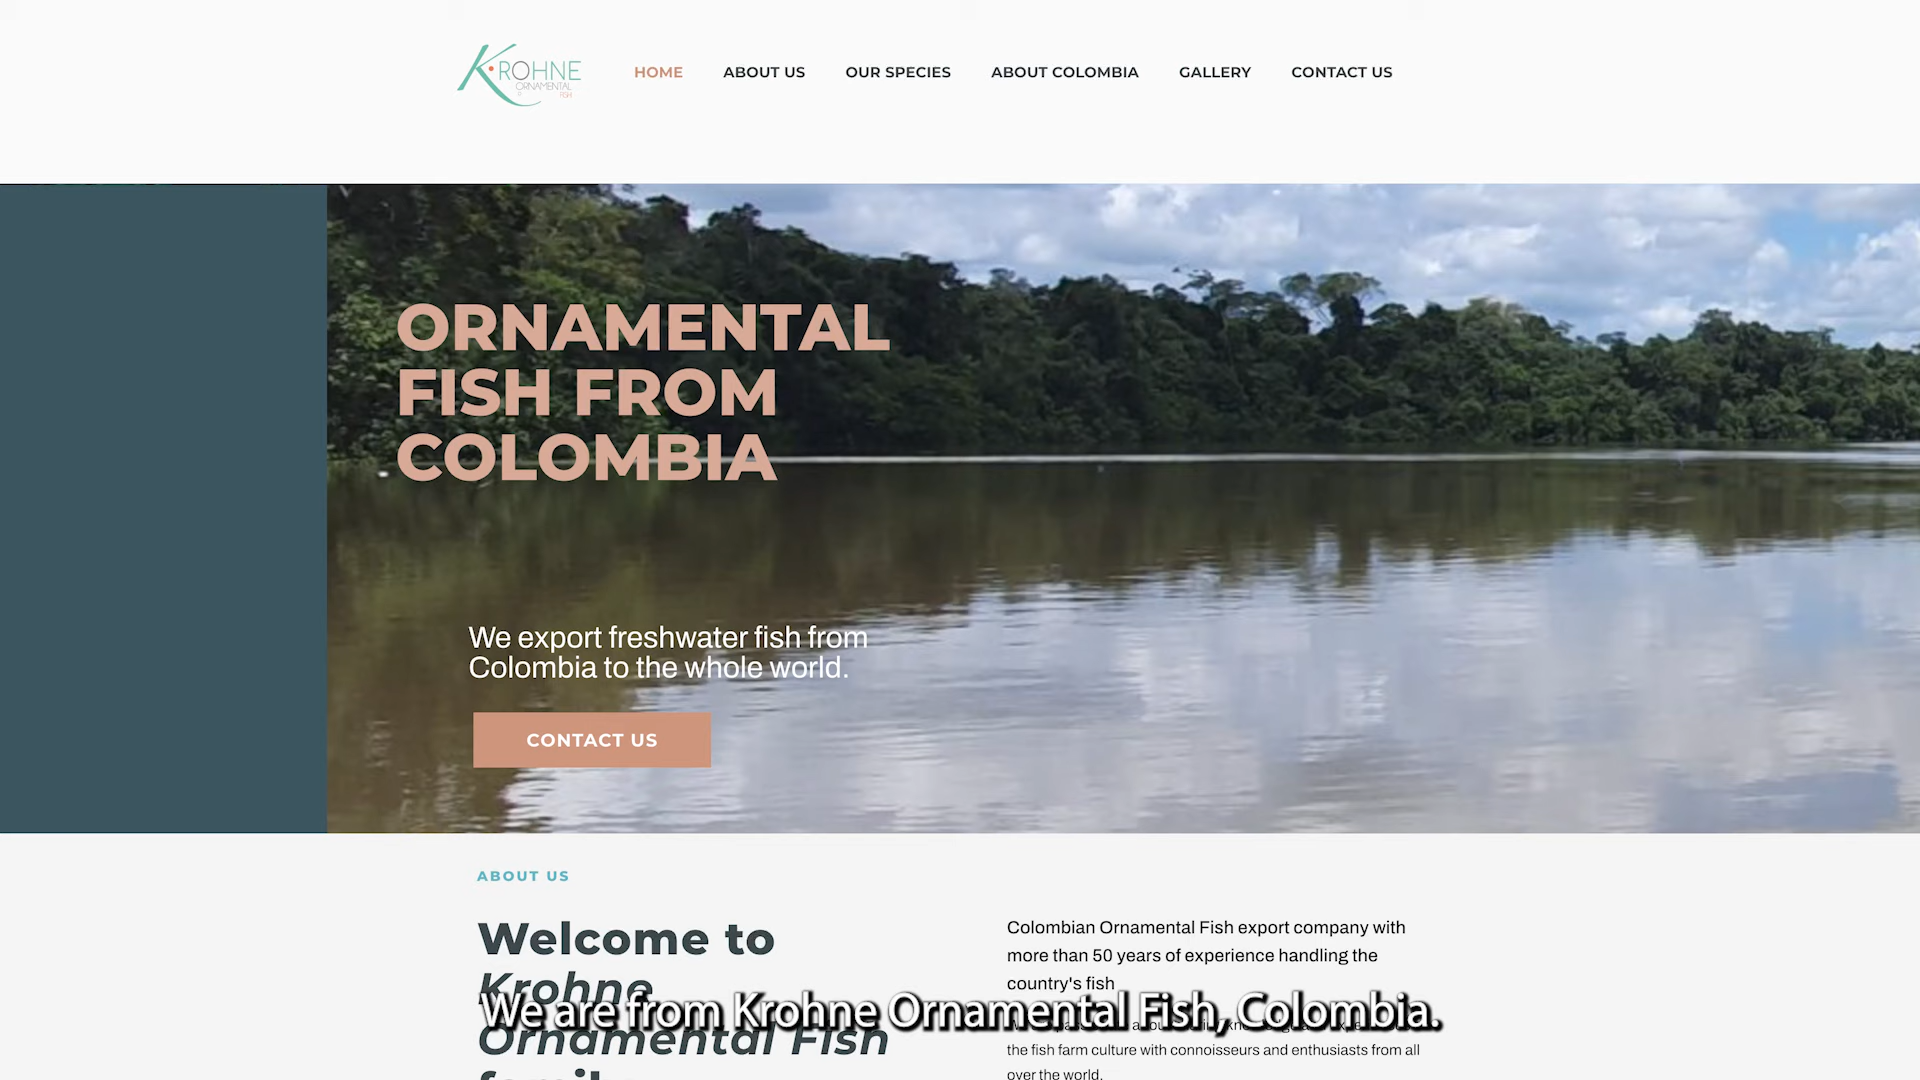 K·ROHNE
ORNAMENTAL
FISH
HOME
ABOUT US
OUR SPECIES
ABOUT COLOMBIA
GALLERY
CONTACT US
ORNAMENTAL
FISH FROM
COLOMBIA
We export freshwater fish from
Colombia to the whole world.
CONTACT US
ABOUT US
Welcome to
Krohne
Ornamental Fish
Colombian Ornamental Fish export company with
more than 50 years of experience handling the
country's fish
the fish farm culture with connoisseurs and enthusiasts from all
over the world.
We are from Krohne Ornamental Fish, Colombia.